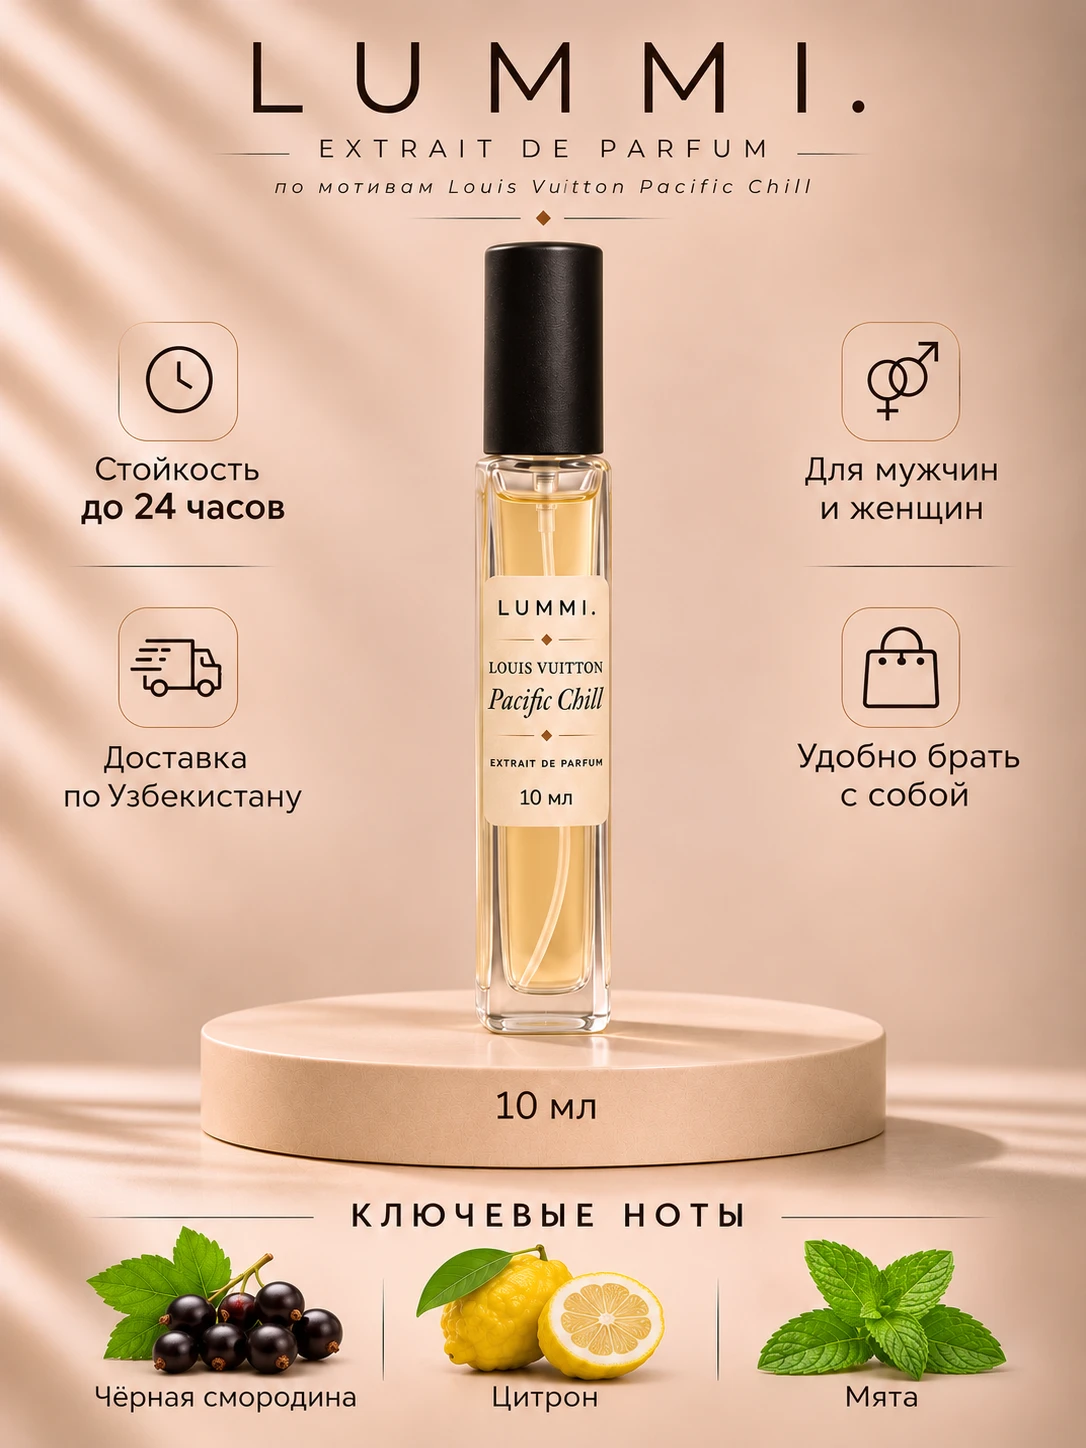 LUMMI.
EXTRAIT DE PARFUM
по мотивам Louis Vuitton Pacific Chill
Стойкость
до 24 часов
Для мужчин
и женщин
Доставка
по Узбекистану
Удобно брать
с собой
LUMMI.
LOUIS VUITTON
Pacific Chill
EXTRAIT DE PARFUM
10 мл
10 мл
КЛЮЧЕВЫЕ НОТЫ
Чёрная смородина
Цитрон
Мята